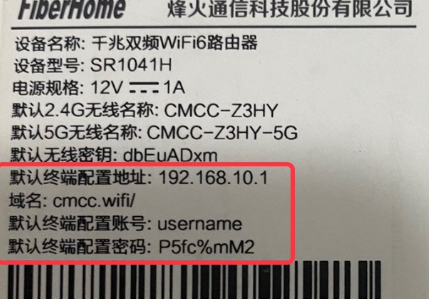 FiberHome 烽火通信科技股份有限公司
设备名称: 千兆双频WiFi6路由器
设备型号: SR1041H
电源规格: 12V⎓1A
默认2.4G无线名称: CMCC-Z3HY
默认5G无线名称: CMCC-Z3HY-5G
默认无线密钥: dbEuADxm
默认终端配置地址: 192.168.10.1
域名: cmcc.wifi/
默认终端配置账号: username
默认终端配置密码: P5fc%mM2